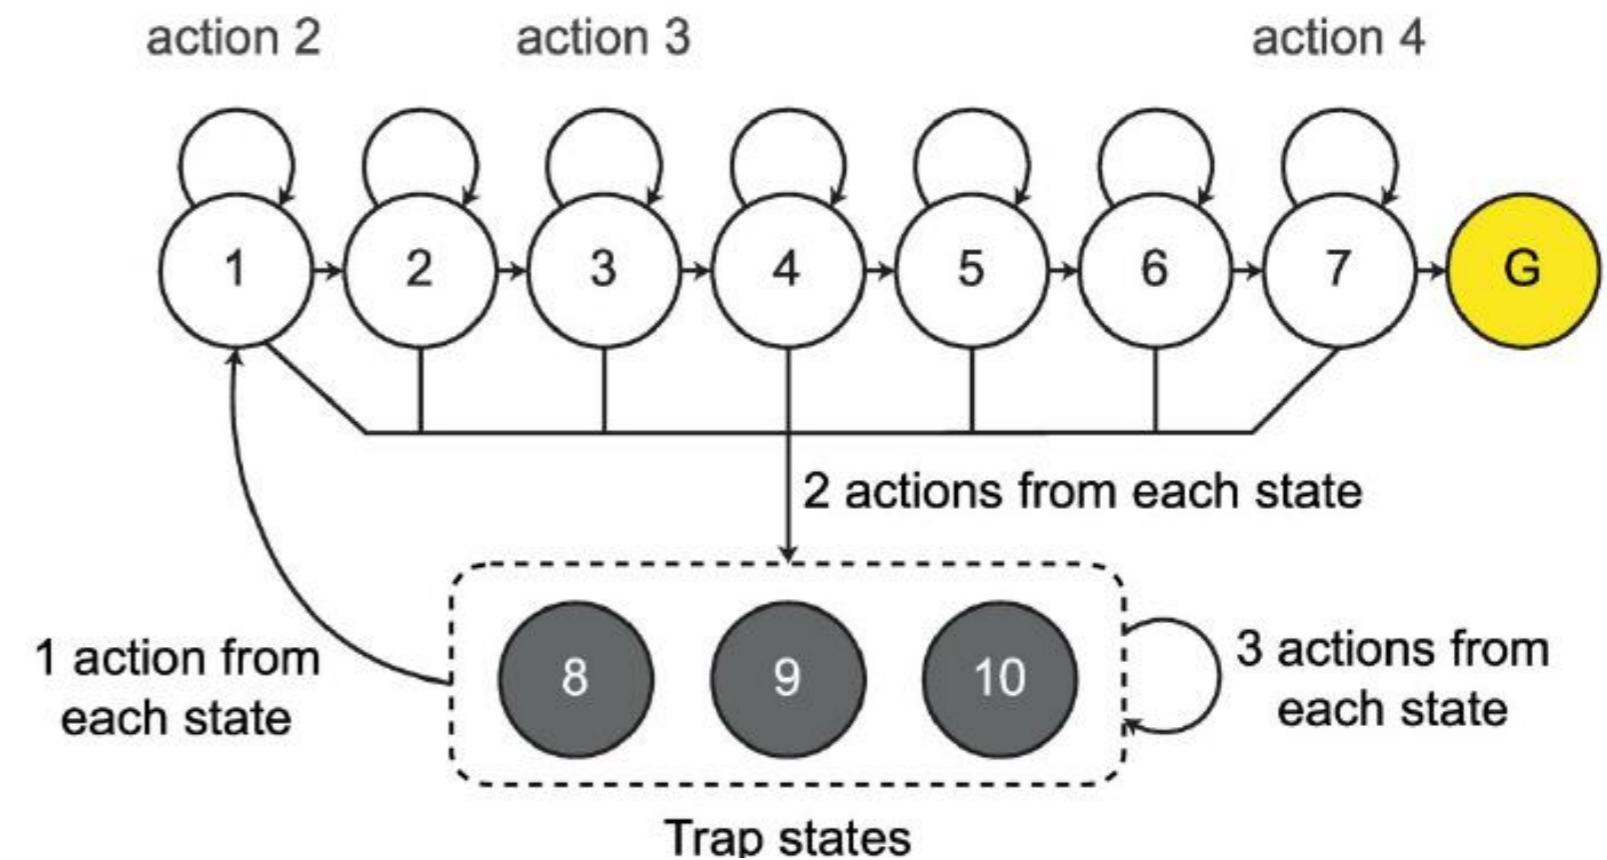 action 2 action 3 action 4
1 2 3 4 5 6 7 G
2 actions from each state
1 action from
each state
8 9 10
3 actions from
each state
Trap states